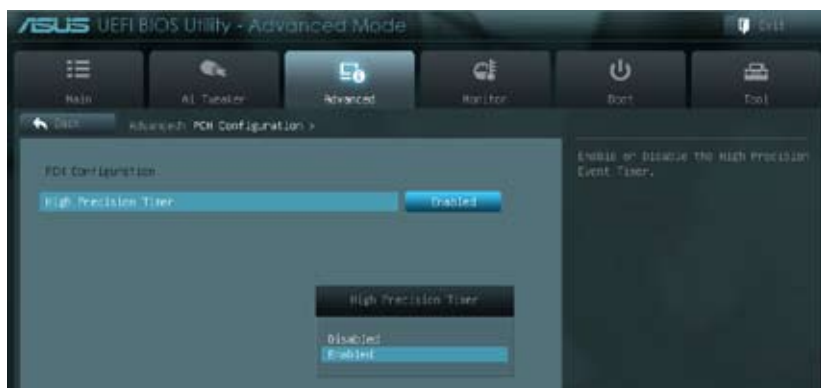 ASUS UEFI BIOS Utility - Advanced Mode
Exit
Main
Ai Tweaker
Advanced
Monitor
Boot
Tool
Back
Advanced\ PCH Configuration >
PCH Configuration
High Precision Timer
Enabled
Enable or Disable the High Precision
Event Timer.
High Precision Timer
Disabled
Enabled